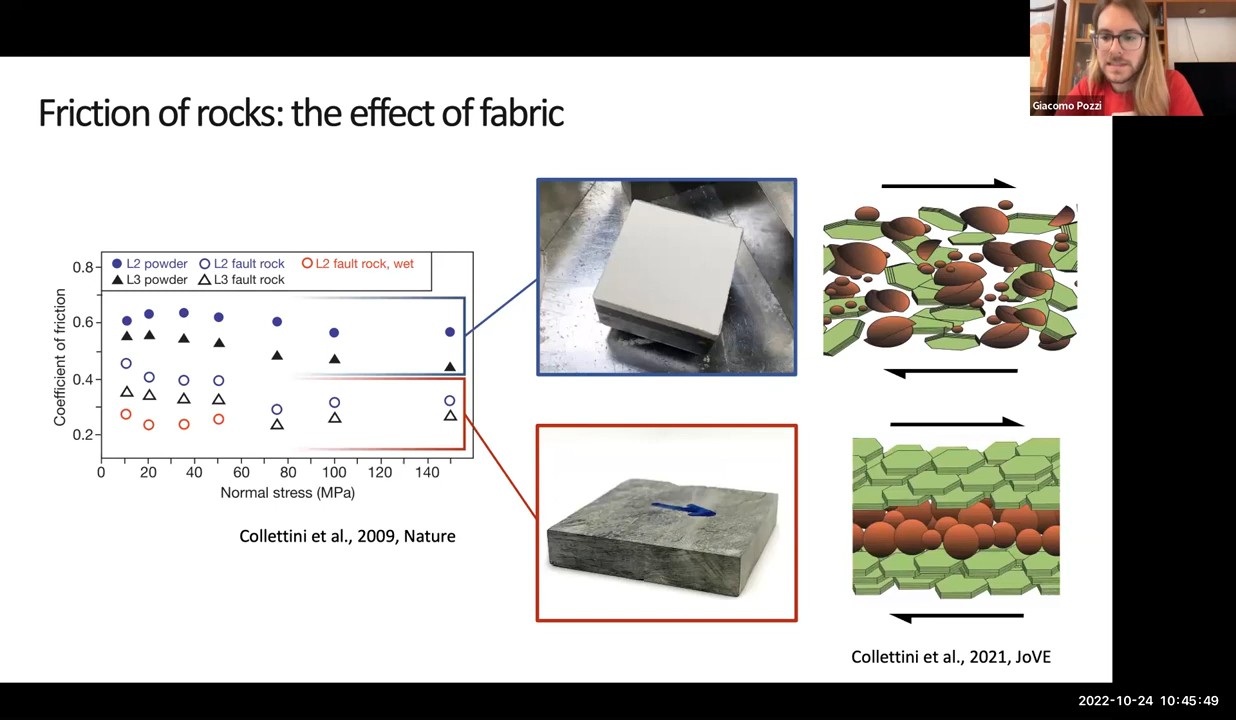 Giacomo Pozzi
Friction of rocks: the effect of fabric
L2 powder L2 fault rock L2 fault rock, wet
L3 powder L3 fault rock
Coefficient of friction
0.8
0.6
0.4
0.2
0 20 40 60 80 100 120 140
Normal stress (MPa)
Collettini et al., 2009, Nature
Collettini et al., 2021, JoVE
2022-10-24 10:45:49